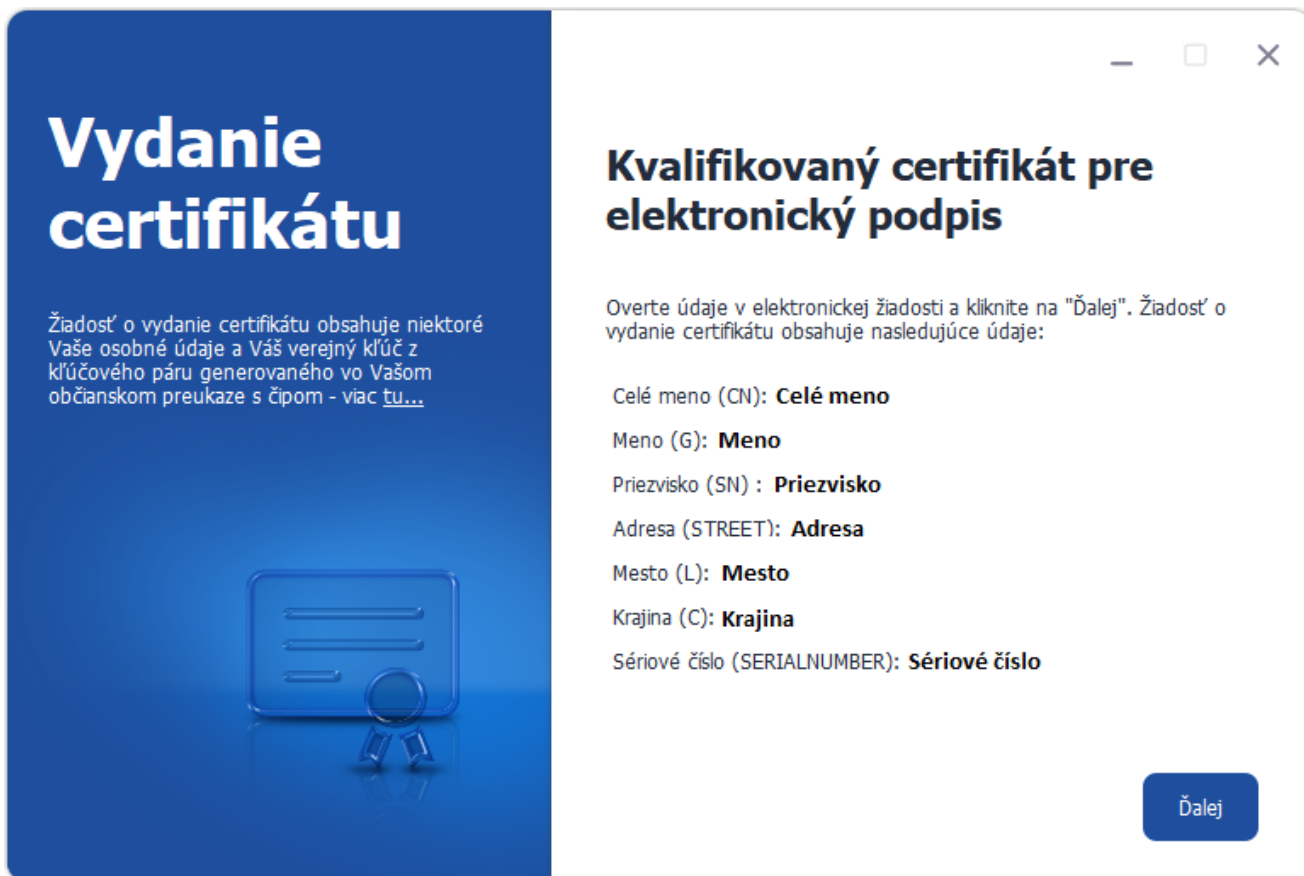 Vydanie
certifikátu
Žiadosť o vydanie certifikátu obsahuje niektoré
Vaše osobné údaje a Váš verejný kľúč z
kľúčového páru generovaného vo Vašom
občianskom preukaze s čipom - viac tu...
Kvalifikovaný certifikát pre
elektronický podpis
Overte údaje v elektronickej žiadosti a kliknite na "Ďalej". Žiadosť o
vydanie certifikátu obsahuje nasledujúce údaje:
Celé meno (CN): Celé meno
Meno (G): Meno
Priezvisko (SN) : Priezvisko
Adresa (STREET): Adresa
Mesto (L): Mesto
Krajina (C): Krajina
Sériové číslo (SERIALNUMBER): Sériové číslo
Ďalej